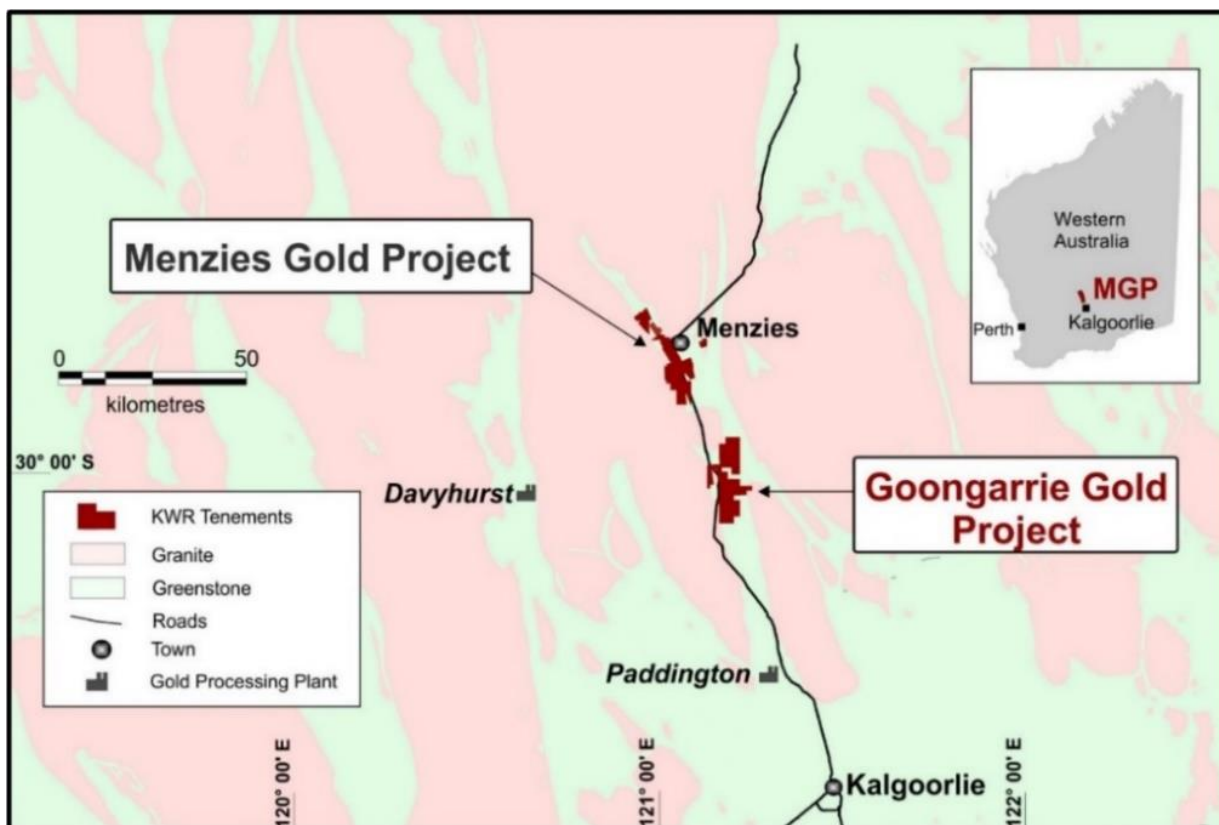 Menzies Gold Project
Western
Australia
MGP
Perth
Kalgoorlie
Menzies
0 50
kilometres
30° 00' S
Davyhurst
Goongarrie Gold
Project
KWR Tenements
Granite
Greenstone
Roads
Town
Gold Processing Plant
Paddington
120° 00' E
121° 00' E
122° 00' E
Kalgoorlie